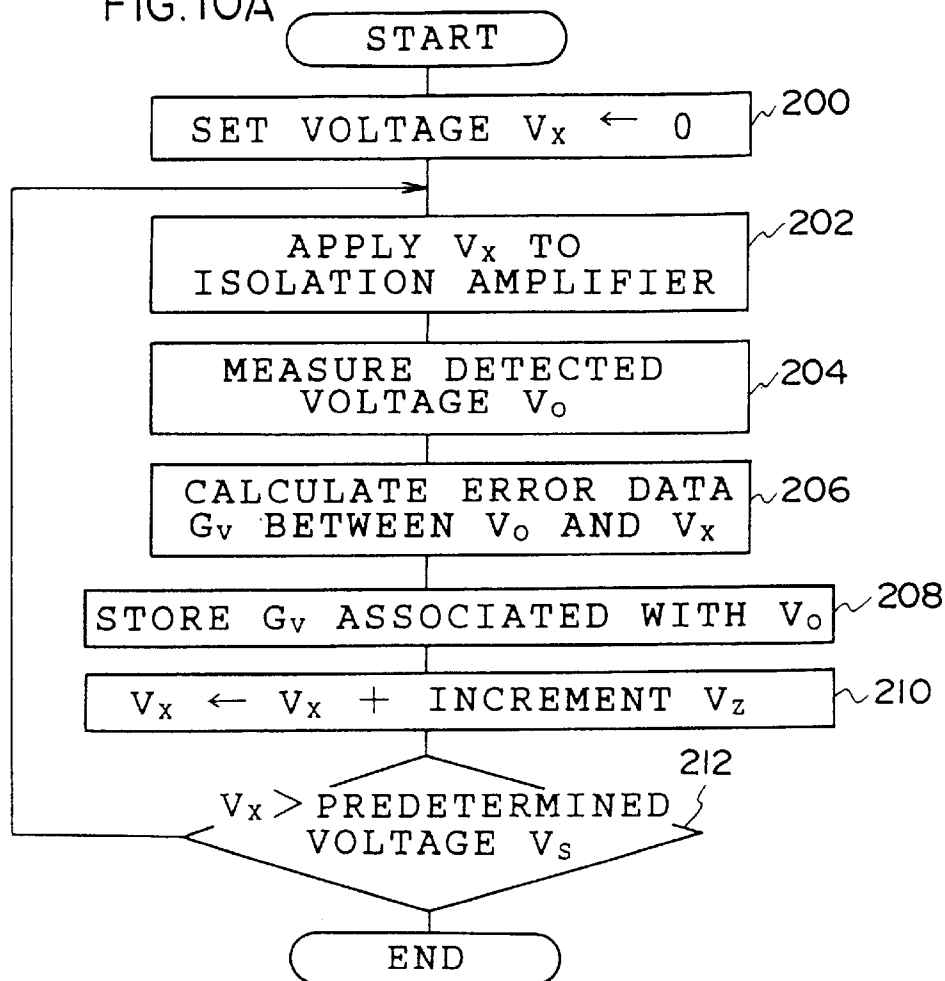 FIG.10A
START
SET VOLTAGE Vx ← 0
200
APPLY Vx TO
ISOLATION AMPLIFIER
202
MEASURE DETECTED
VOLTAGE Vo
204
CALCULATE ERROR DATA
Gv BETWEEN Vo AND Vx
206
STORE Gv ASSOCIATED WITH Vo
208
Vx ← Vx + INCREMENT Vz
210
212
Vx > PREDETERMINED
VOLTAGE Vs
END